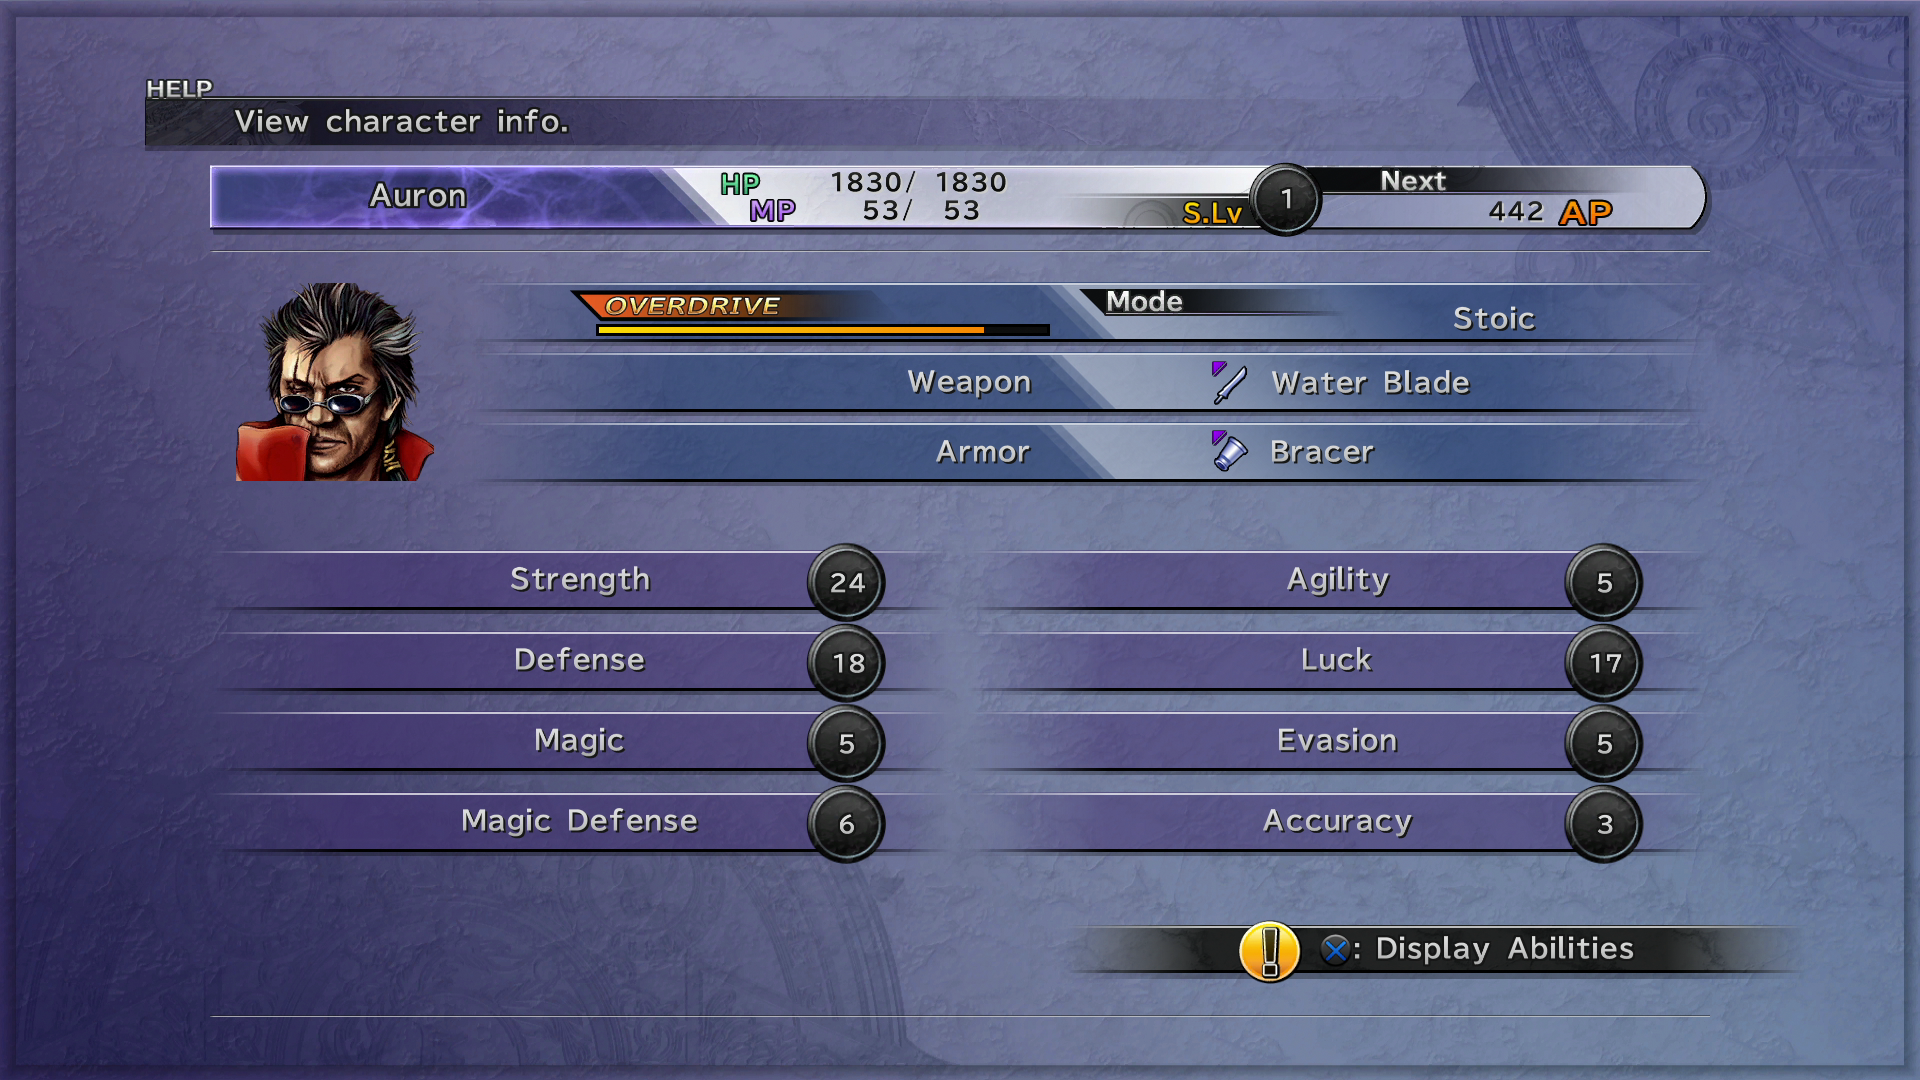 HELP
View character info.
Auron
HP 1830/ 1830
MP 53/ 53
S.Lv 1
Next
442 AP
OVERDRIVE
Mode
Stoic
Weapon Water Blade
Armor Bracer
Strength 24 Agility 5
Defense 18 Luck 17
Magic 5 Evasion 5
Magic Defense 6 Accuracy 3
: Display Abilities